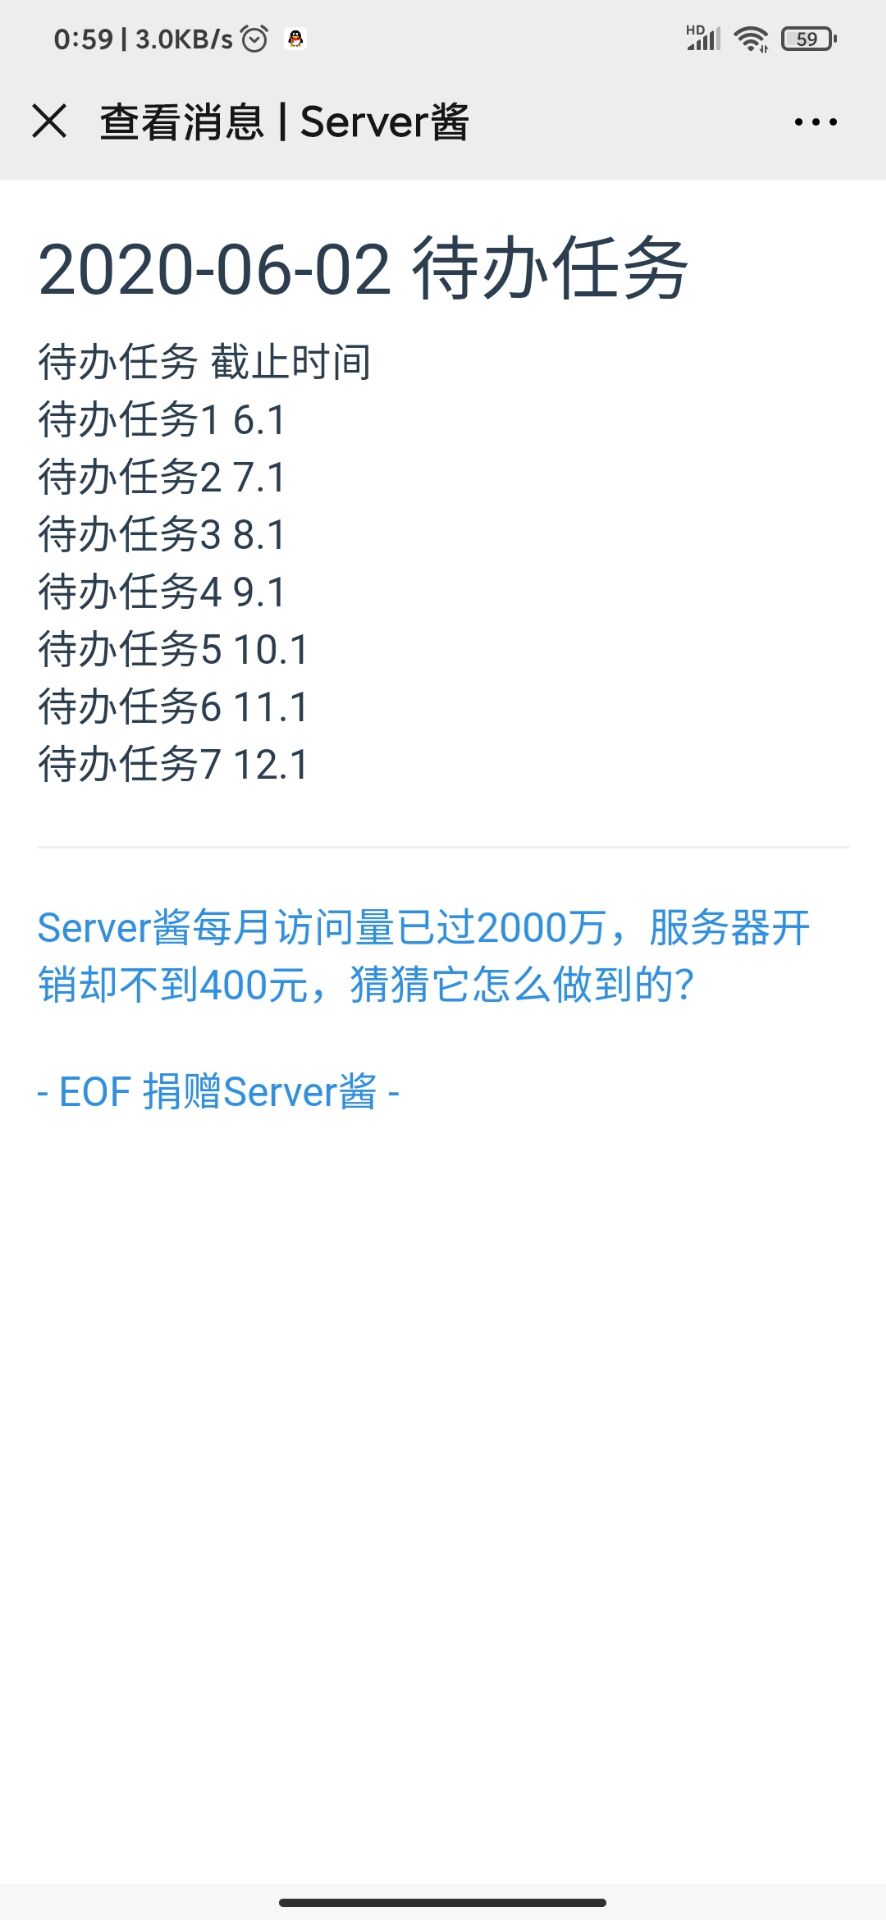 0:59 | 3.0KB/s HD 59
查看消息 | Server酱
2020-06-02 待办任务
待办任务 截止时间
待办任务1 6.1
待办任务2 7.1
待办任务3 8.1
待办任务4 9.1
待办任务5 10.1
待办任务6 11.1
待办任务7 12.1
Server酱每月访问量已过2000万，服务器开
销却不到400元，猜猜它怎么做到的？
- EOF 捐赠Server酱 -